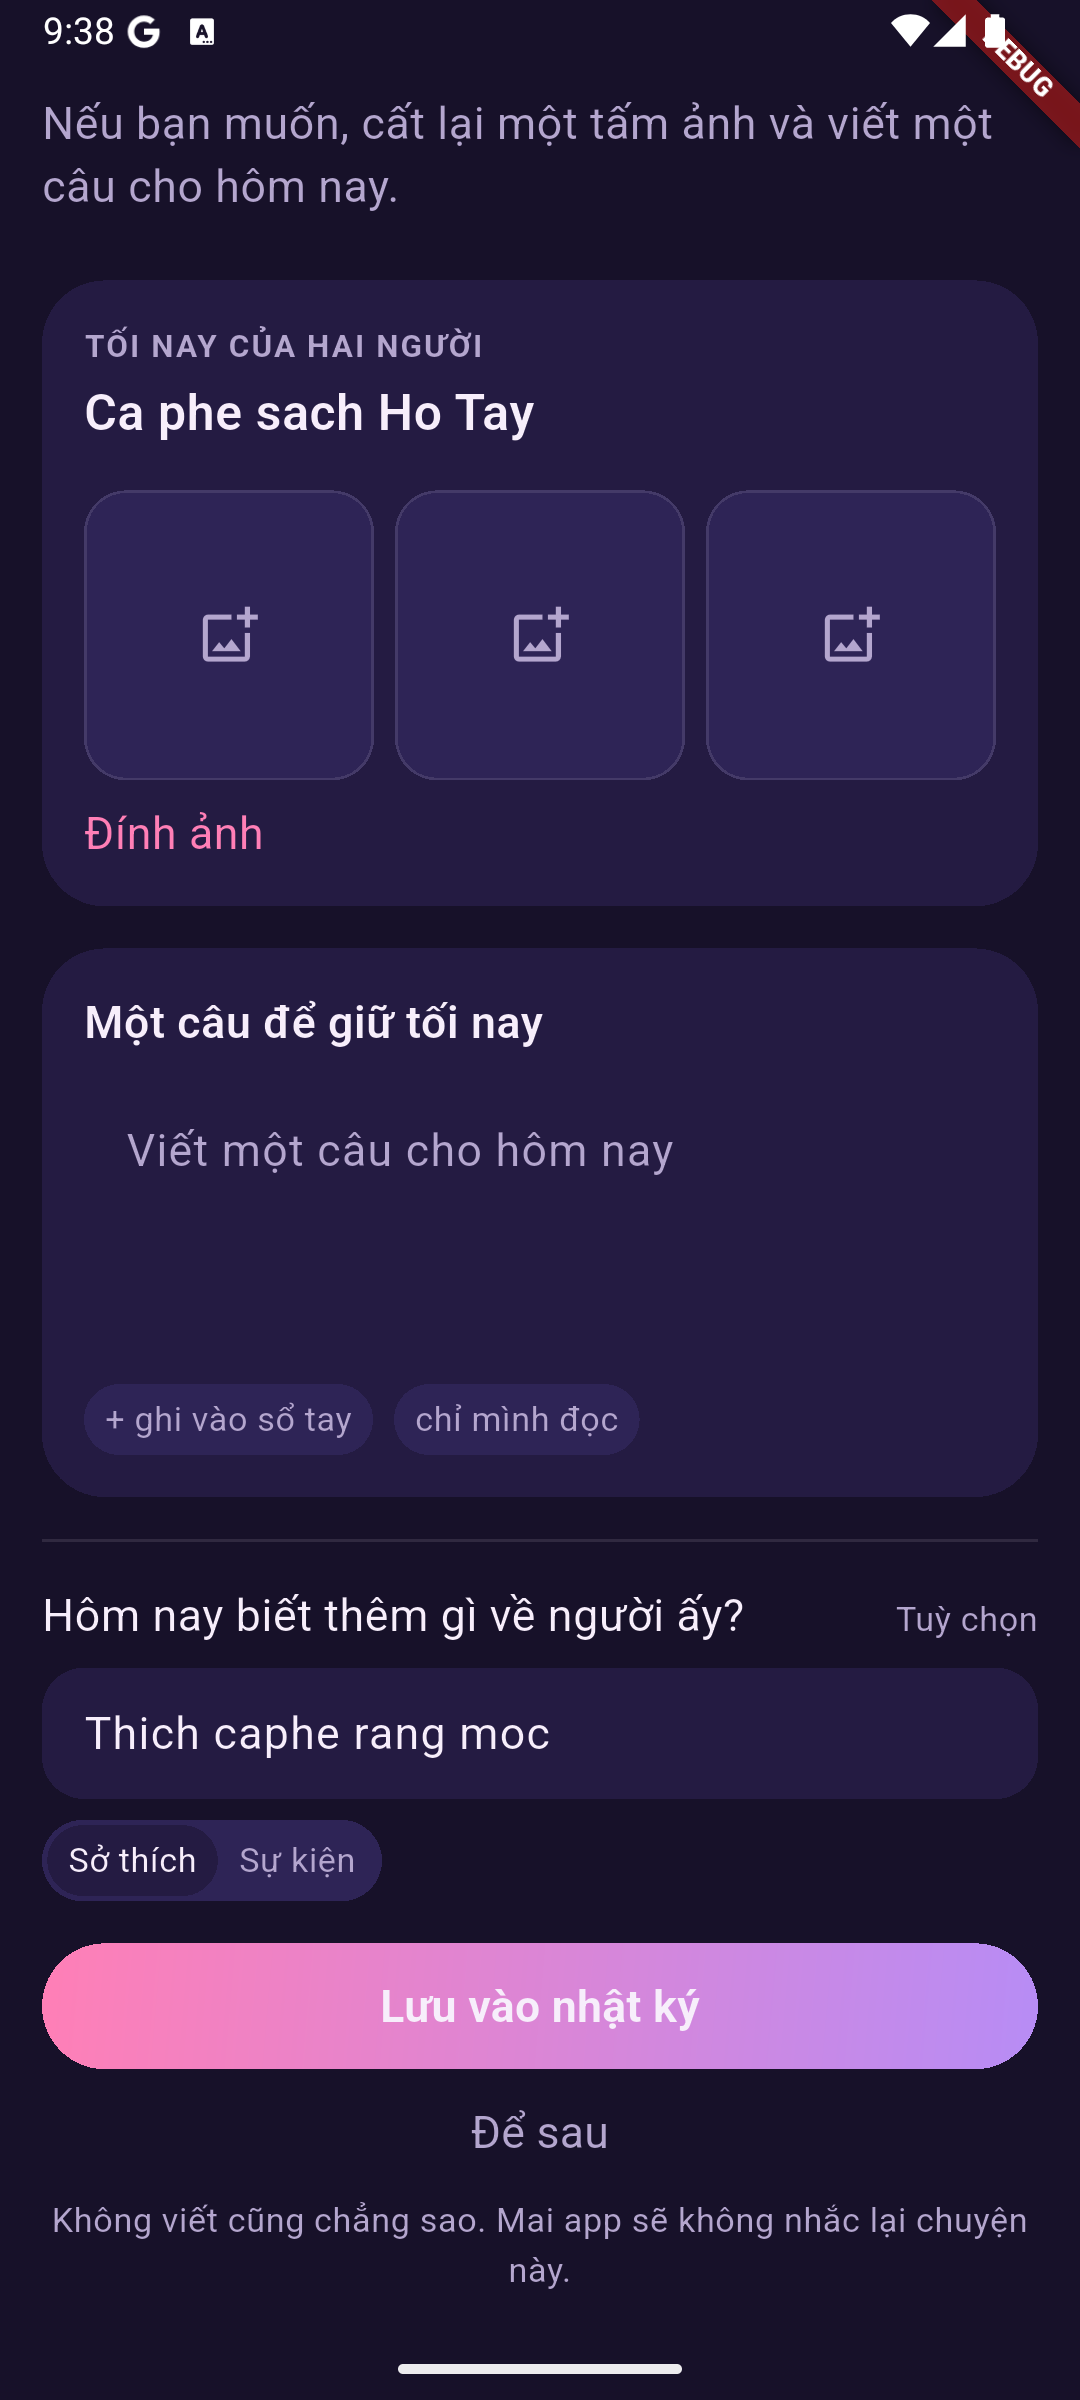 9:38
DEBUG
Nếu bạn muốn, cất lại một tấm ảnh và viết một
câu cho hôm nay.
TỐI NAY CỦA HAI NGƯỜI
Ca phe sach Ho Tay
Đính ảnh
Một câu để giữ tối nay
Viết một câu cho hôm nay
+ ghi vào sổ tay
chỉ mình đọc
Hôm nay biết thêm gì về người ấy?
Tuỳ chọn
Thich caphe rang moc
Sở thích
Sự kiện
Lưu vào nhật ký
Để sau
Không viết cũng chẳng sao. Mai app sẽ không nhắc lại chuyện
này.